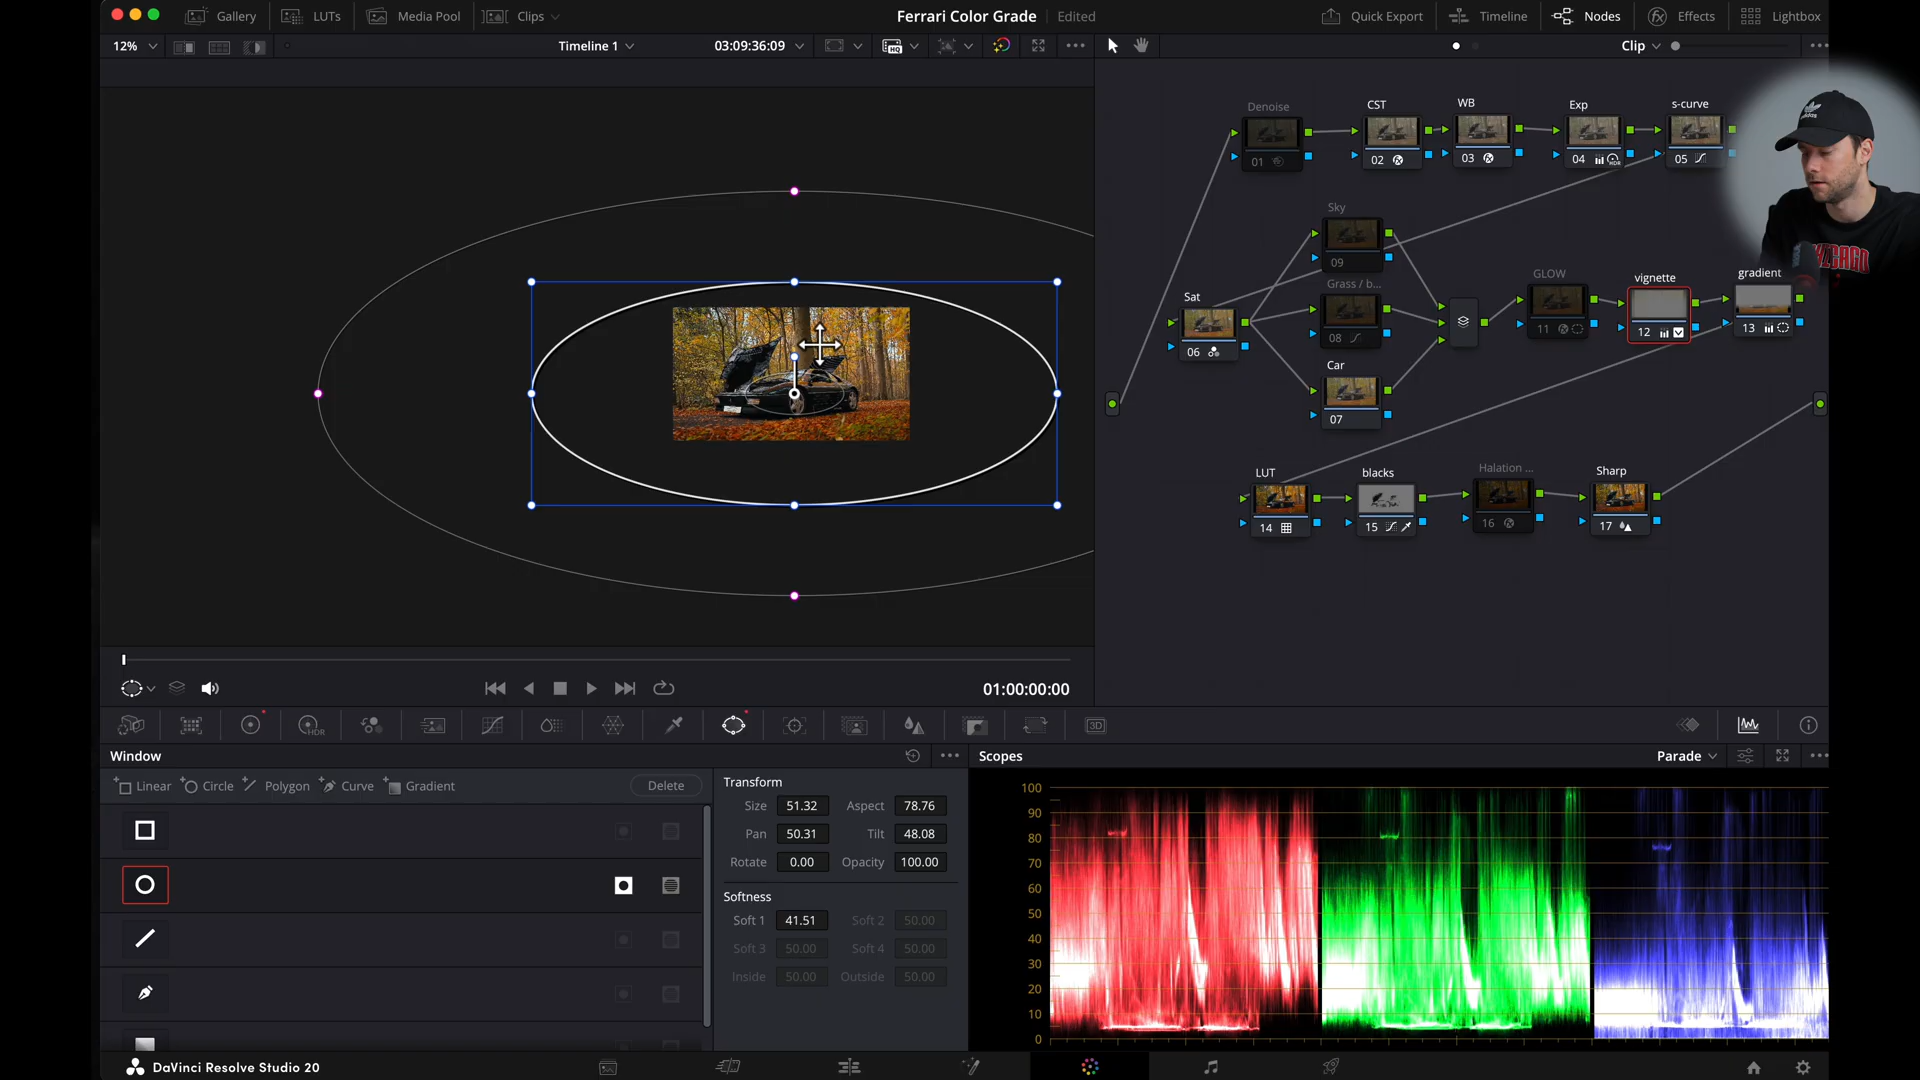 Gallery LUTs Media Pool Clips Ferrari Color Grade Edited Quick Export Timeline Nodes Effects Lightbox
12% Timeline 1 03:09:36:09 Clip
Denoise CST WB Exp s-curve
01 02 03 04 HDR 05
Sky
09
Grass / b...
08
Sat
06
Car
07
GLOW vignette gradient
11 12 13
LUT blacks Halation ... Sharp
14 15 16 17
CHICAGO
01:00:00:00
HDR 3D
Window
Linear Circle Polygon Curve Gradient Delete
Transform
Size 51.32 Aspect 78.76
Pan 50.31 Tilt 48.08
Rotate 0.00 Opacity 100.00
Softness
Soft 1 41.51 Soft 2 50.00
Soft 3 50.00 Soft 4 50.00
Inside 50.00 Outside 50.00
Scopes Parade
100
90
80
70
60
50
40
30
20
10
0
DaVinci Resolve Studio 20